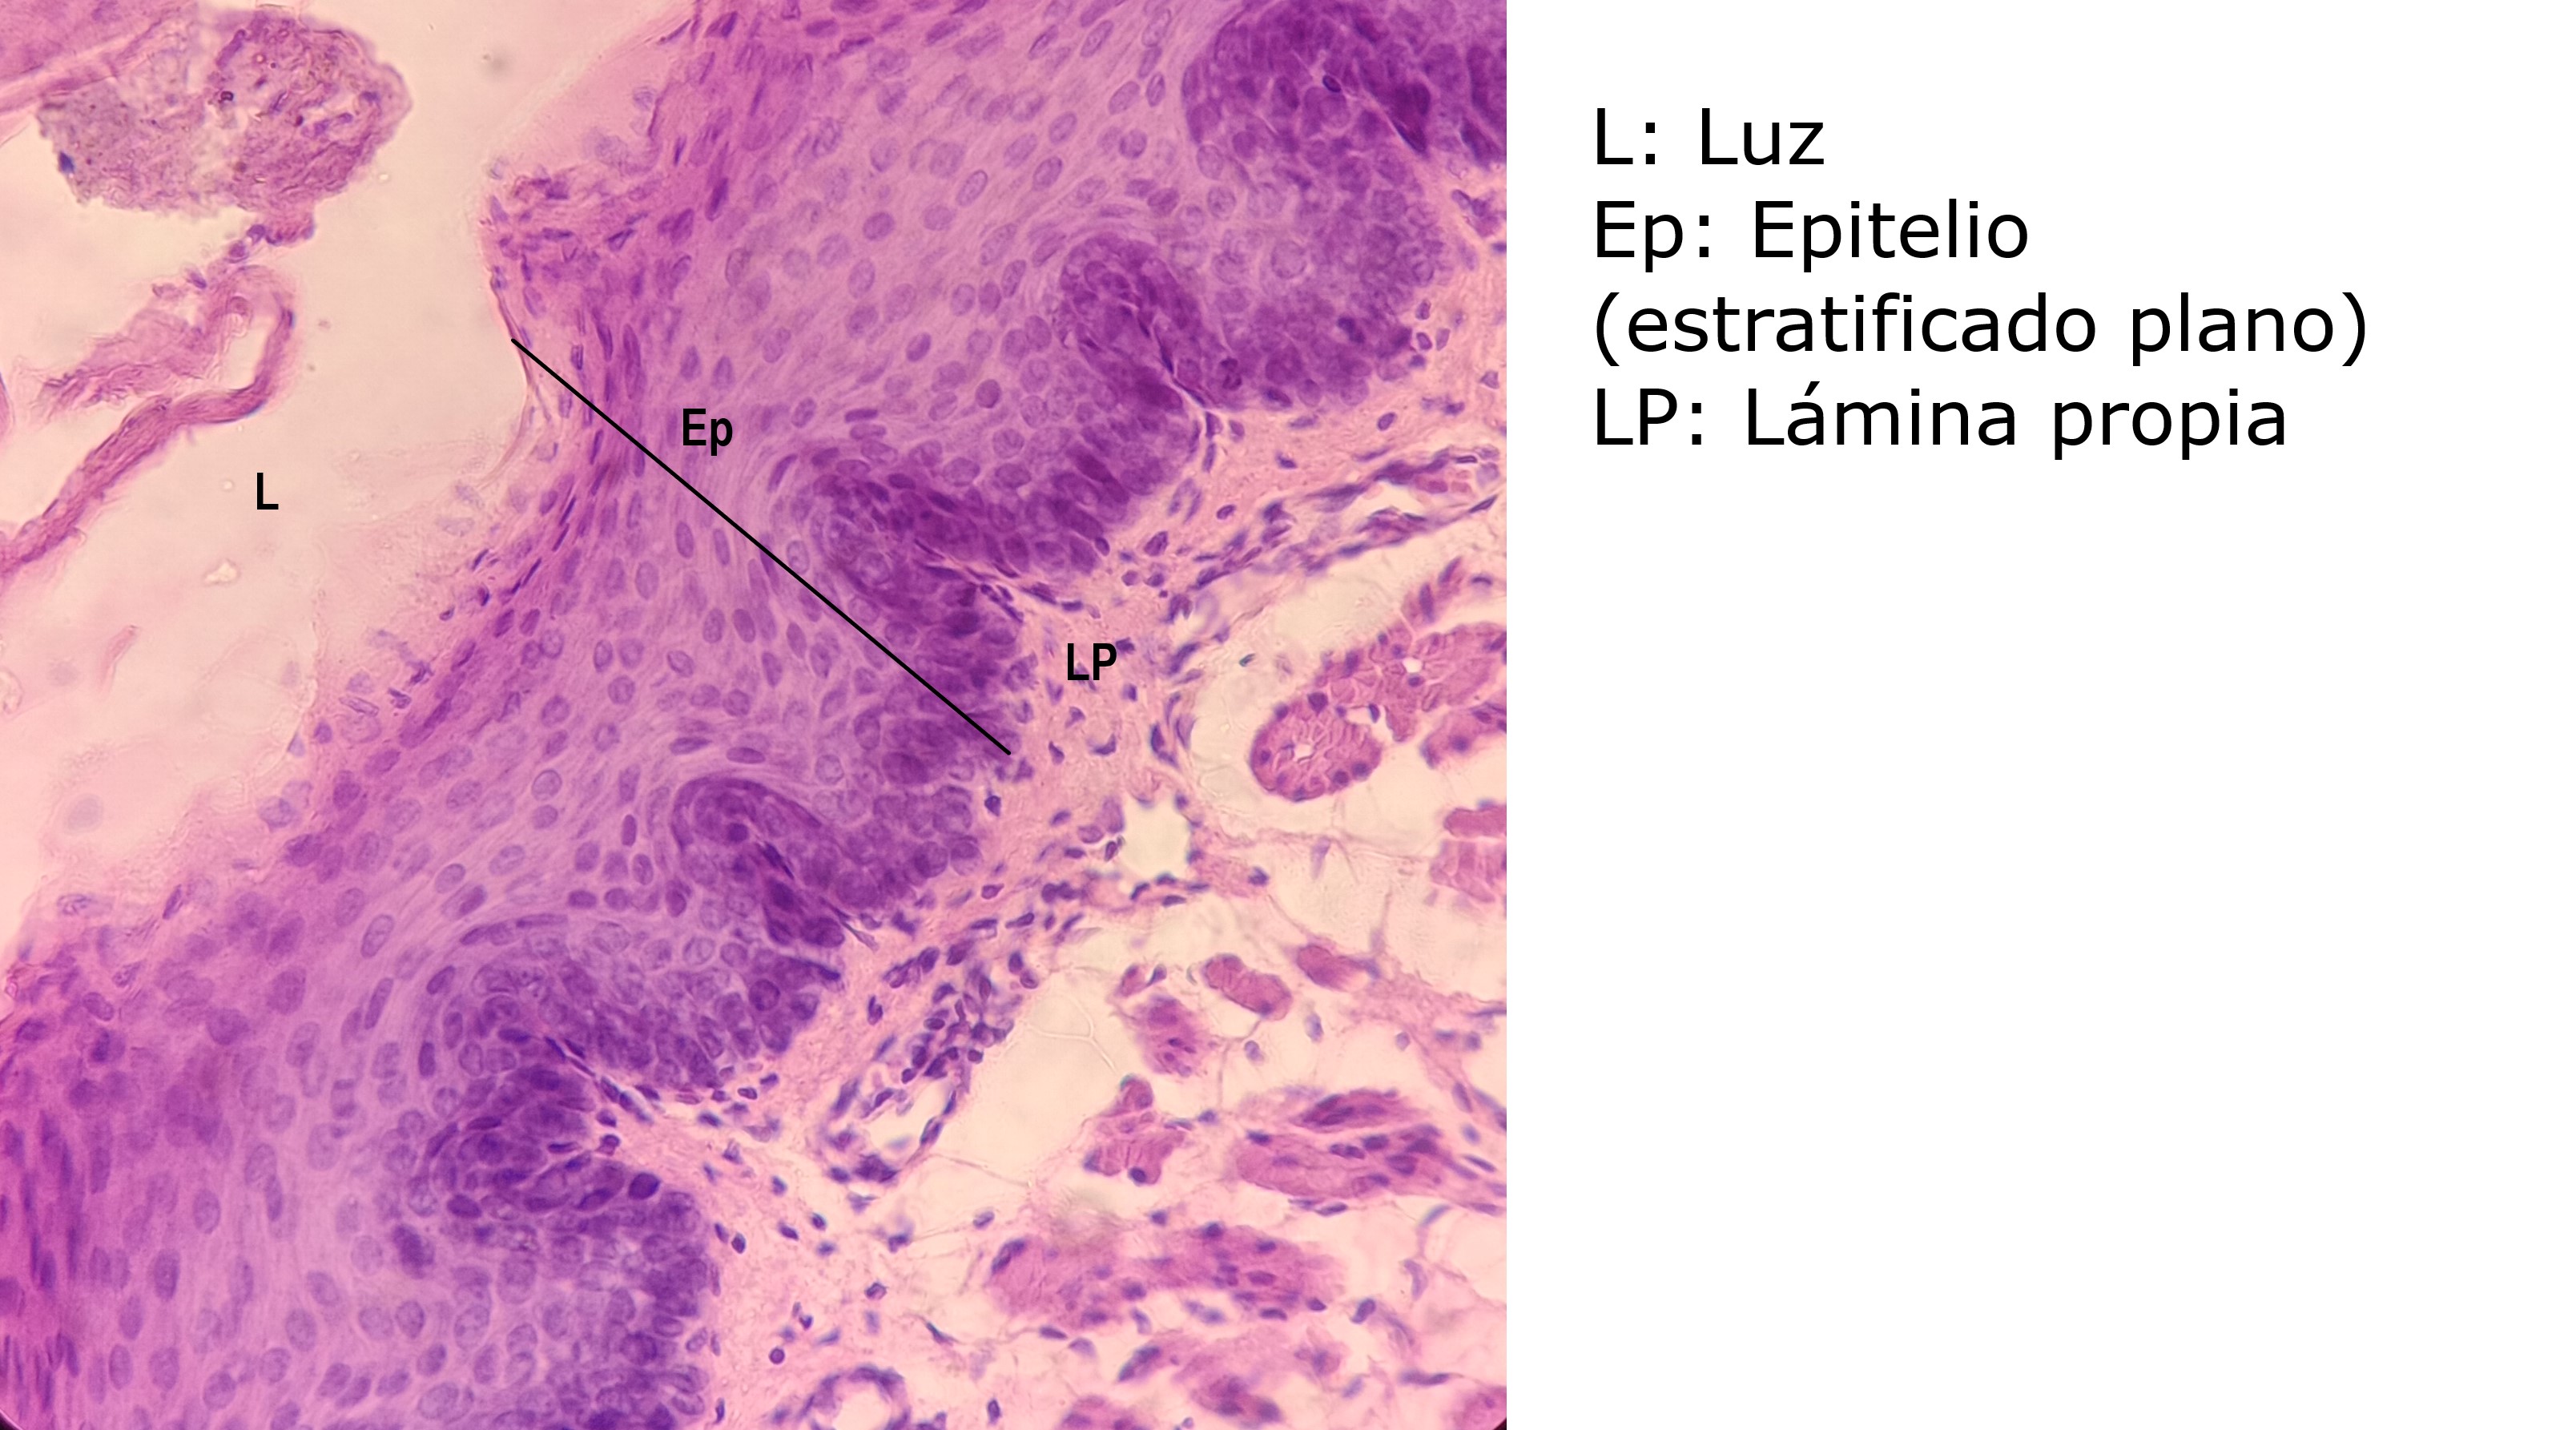 Ep
L
LP
L: Luz
Ep: Epitelio
(estratificado plano)
LP: Lámina propia